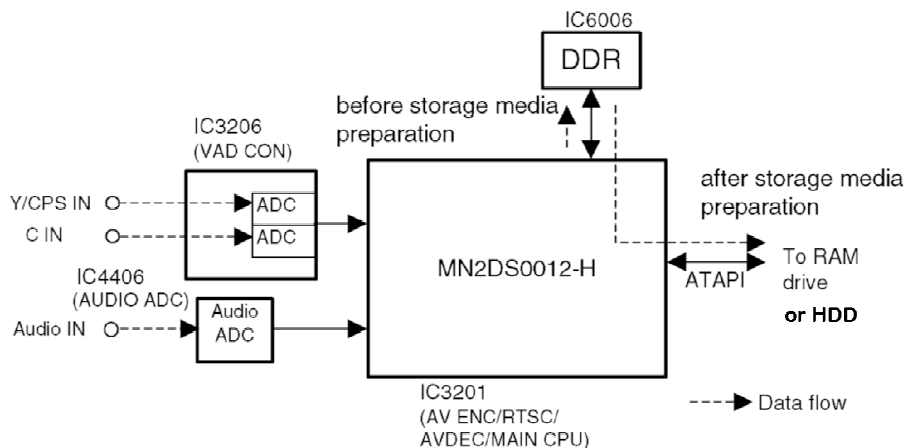 IC6006
DDR
before storage media
preparation
IC3206
(VAD CON)
after storage media
preparation
Y/CPS IN
ADC
C IN
ADC
MN2DS0012-H
To RAM
drive
or HDD
ATAPI
IC4406
(AUDIO ADC)
Audio IN
Audio
ADC
IC3201
(AV ENC/RTSC/
AVDEC/MAIN CPU)
Data flow